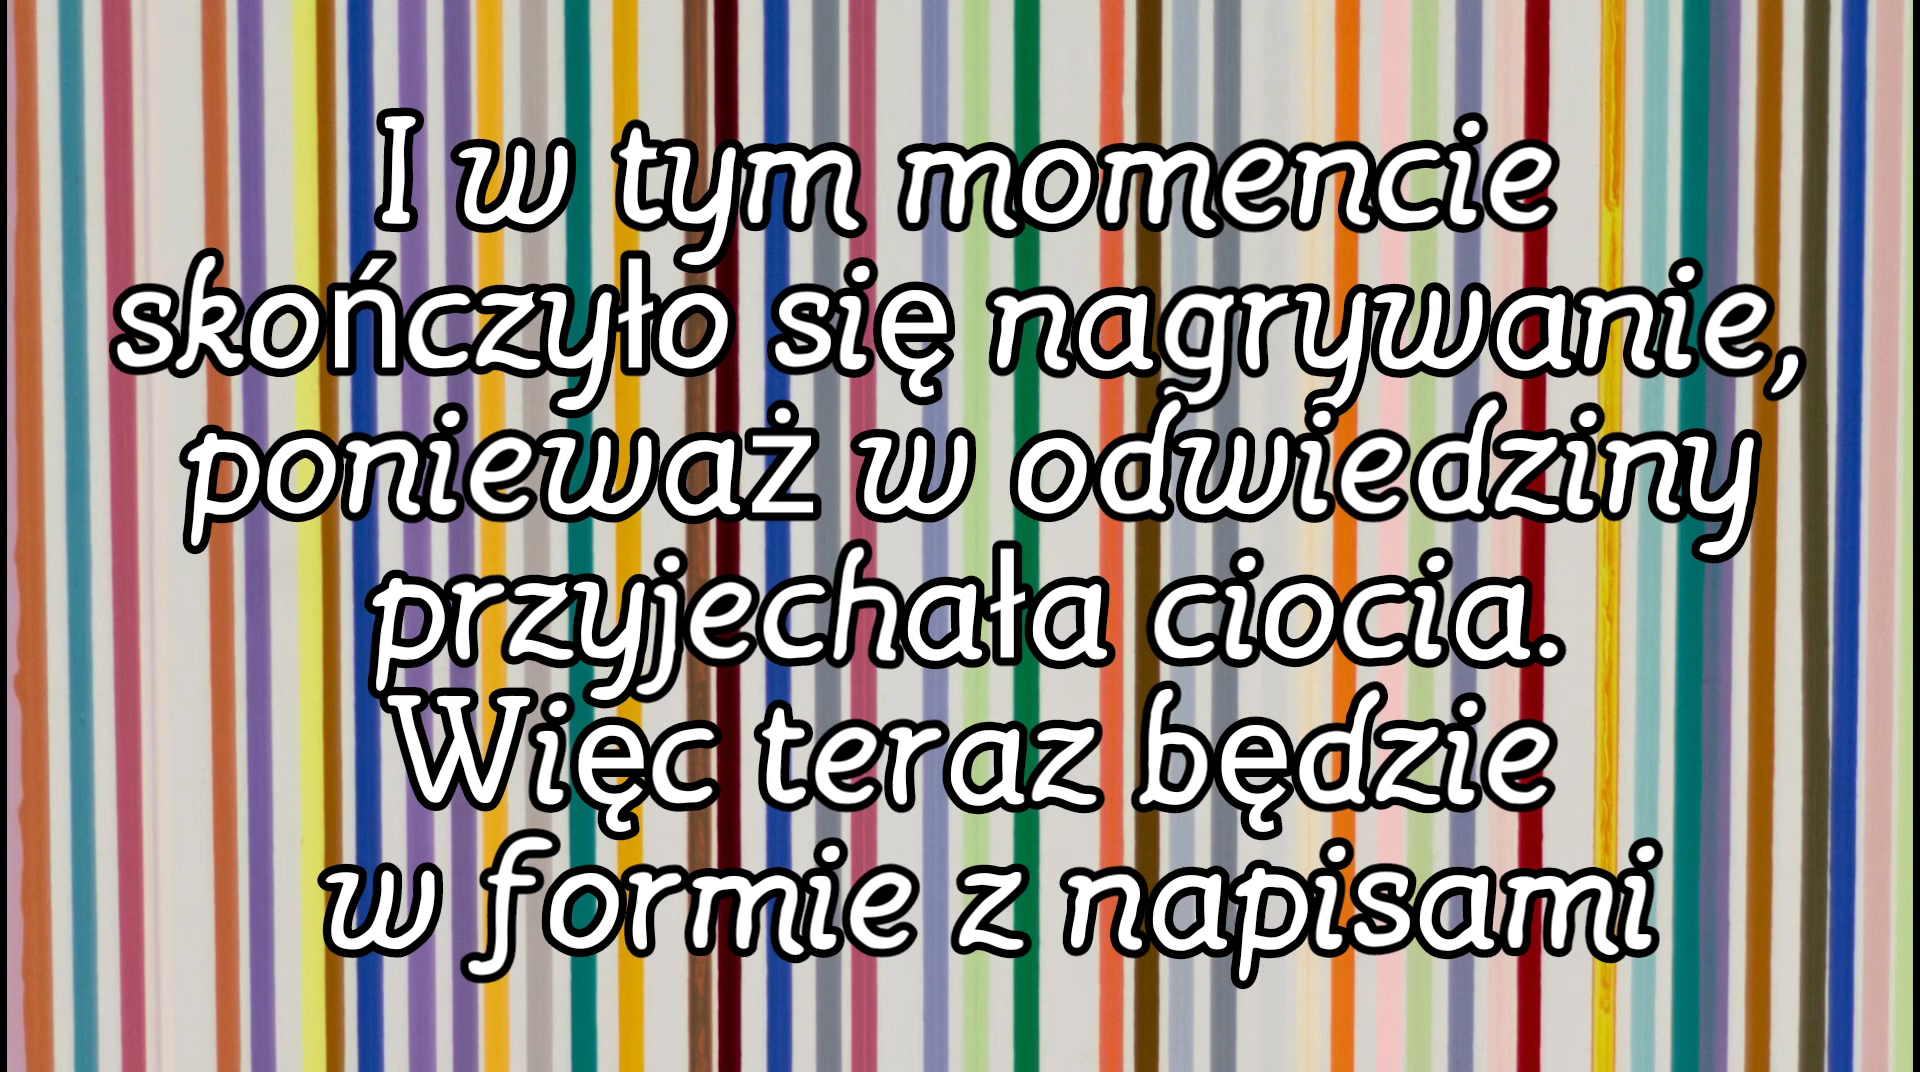 I w tym momencie
skończyło się nagrywanie,
ponieważ w odwiedziny
przyjechała ciocia.
Więc teraz będzie
w formie z napisami